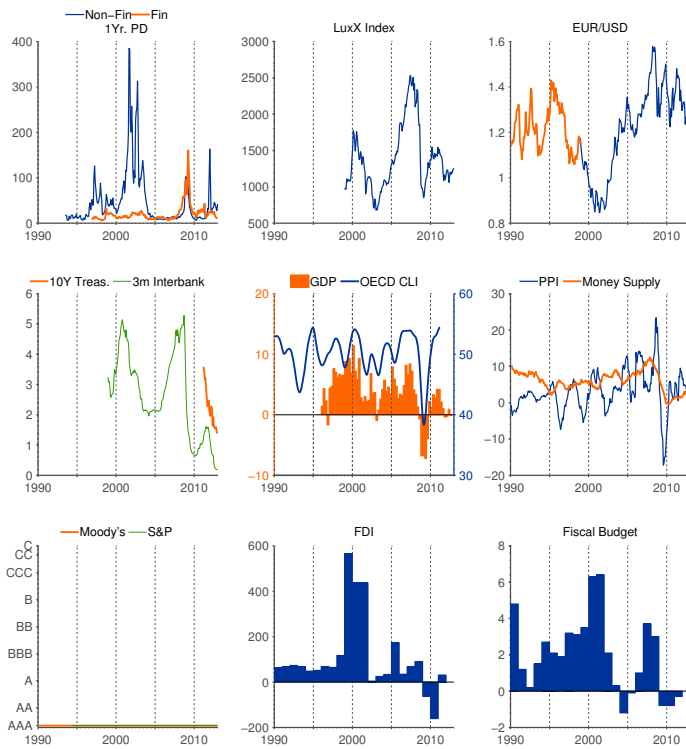 Non-Fin Fin
1Yr. PD
400
300
200
100
0
1990 2000 2010
LuxX Index
3000
2500
2000
1500
1000
500
1990 2000 2010
EUR/USD
1.6
1.4
1.2
1
0.8
1990 2000 2010
10Y Treas. 3m Interbank
6
5
4
3
2
1
0
1990 2000 2010
GDP OECD CLI
20 60
10 50
0 40
−10 30
1990 2000 2010
PPI Money Supply
30
20
10
0
−10
−20
1990 2000 2010
Moody's S&P
C
CC
CCC
B
BB
BBB
A
AA
AAA
1990 2000 2010
FDI
600
400
200
0
−200
1990 2000 2010
Fiscal Budget
8
6
4
2
0
−2
1990 2000 2010